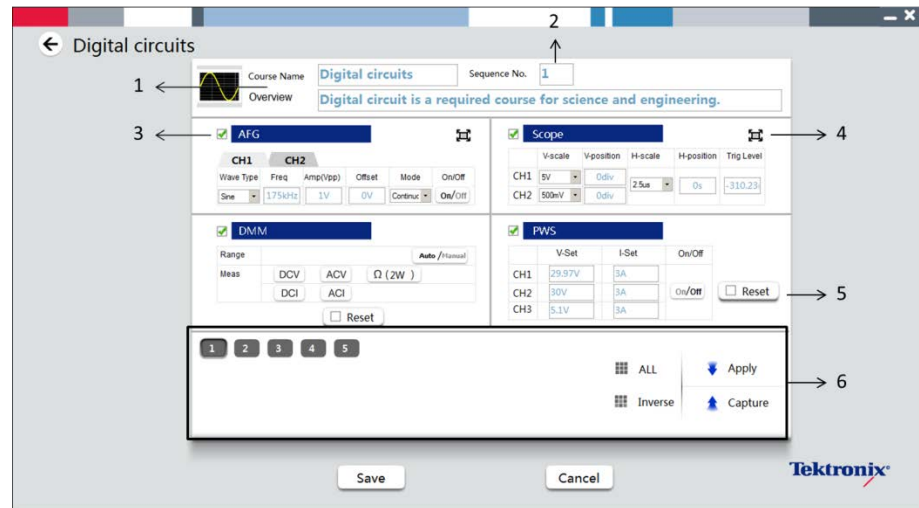 2
Digital circuits
Course Name Digital circuits Sequence No. 1
1
Overview Digital circuit is a required course for science and engineering.
3 AFG
CH1 CH2
Wave Type Freq Amp(Vpp) Offset Mode On/Off
Sine 175kHz 1V 0V Continuc On/Off
Scope 4
V-scale V-position H-scale H-position Trig Level
CH1 5V 0div 2.5us 0s -310.23
CH2 500mV 0div
DMM
Range Auto /Manual
Meas DCV ACV Ω ( 2W )
DCI ACI
Reset
PWS
V-Set I-Set On/Off
CH1 29.97V 3A
CH2 30V 3A On/Off Reset 5
CH3 5.1V 3A
1 2 3 4 5
ALL Apply
6
Inverse Capture
Save Cancel
Tektronix